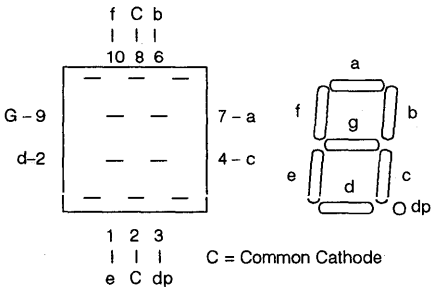 f C b
10 8 6
a
G – 9
7 - a
f
b
g
d–2
4 - c
e
d
c
dp
1 2 3
C = Common Cathode
e C dp